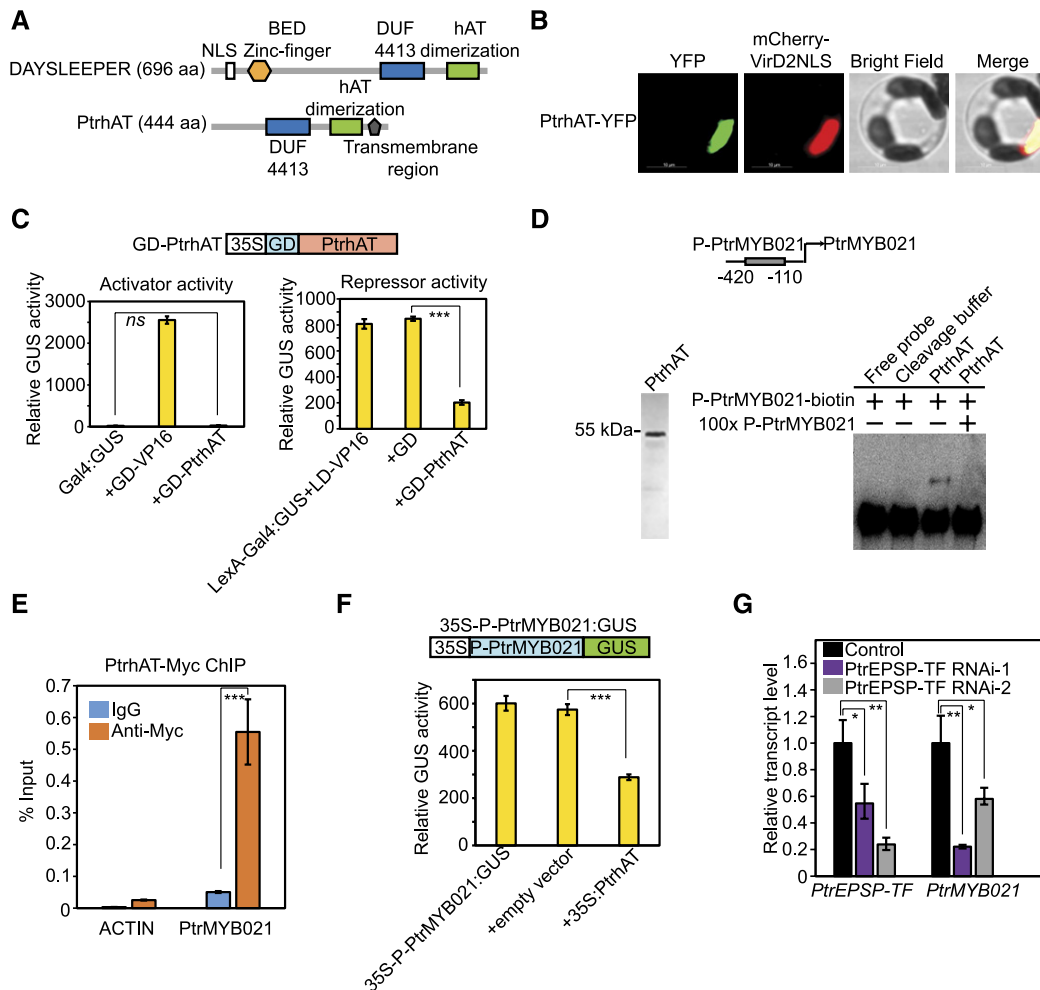 A
BED
NLS Zinc-finger
DUF hAT
4413 dimerization
DAYSLEEPER (696 aa)
hAT
dimerization
PtrhAT (444 aa)
DUF Transmembrane
4413 region
B
YFP
mCherry-
VirD2NLS
Bright Field
Merge
PtrhAT-YFP
C
GD-PtrhAT 35S GD PtrhAT
Activator activity
Relative GUS activity
3000
2000
1000
0
ns
Gal4:GUS
+GD-VP16
+GD-PtrhAT
Repressor activity
Relative GUS activity
1000
800
600
400
200
0
***
LexA-Gal4:GUS+LD-VP16
+GD
+GD-PtrhAT
D
P-PtrMYB021 PtrMYB021
-420 -110
PtrhAT
55 kDa
Free probe
Cleavage buffer
PtrhAT
PtrhAT
P-PtrMYB021-biotin + + + +
100x P-PtrMYB021 – – – +
E
PtrhAT-Myc ChIP
% Input
0.7
0.6
0.5
0.4
0.3
0.2
0.1
0
IgG
Anti-Myc
***
ACTIN PtrMYB021
F
35S-P-PtrMYB021:GUS
35S P-PtrMYB021 GUS
Relative GUS activity
600
400
200
0
***
35S-P-PtrMYB021:GUS
+empty vector
+35S:PtrhAT
G
Relative transcript level
1.6
1.4
1.2
1.0
0.8
0.6
0.4
0.2
0
Control
PtrEPSP-TF RNAi-1
PtrEPSP-TF RNAi-2
* **
** *
PtrEPSP-TF PtrMYB021